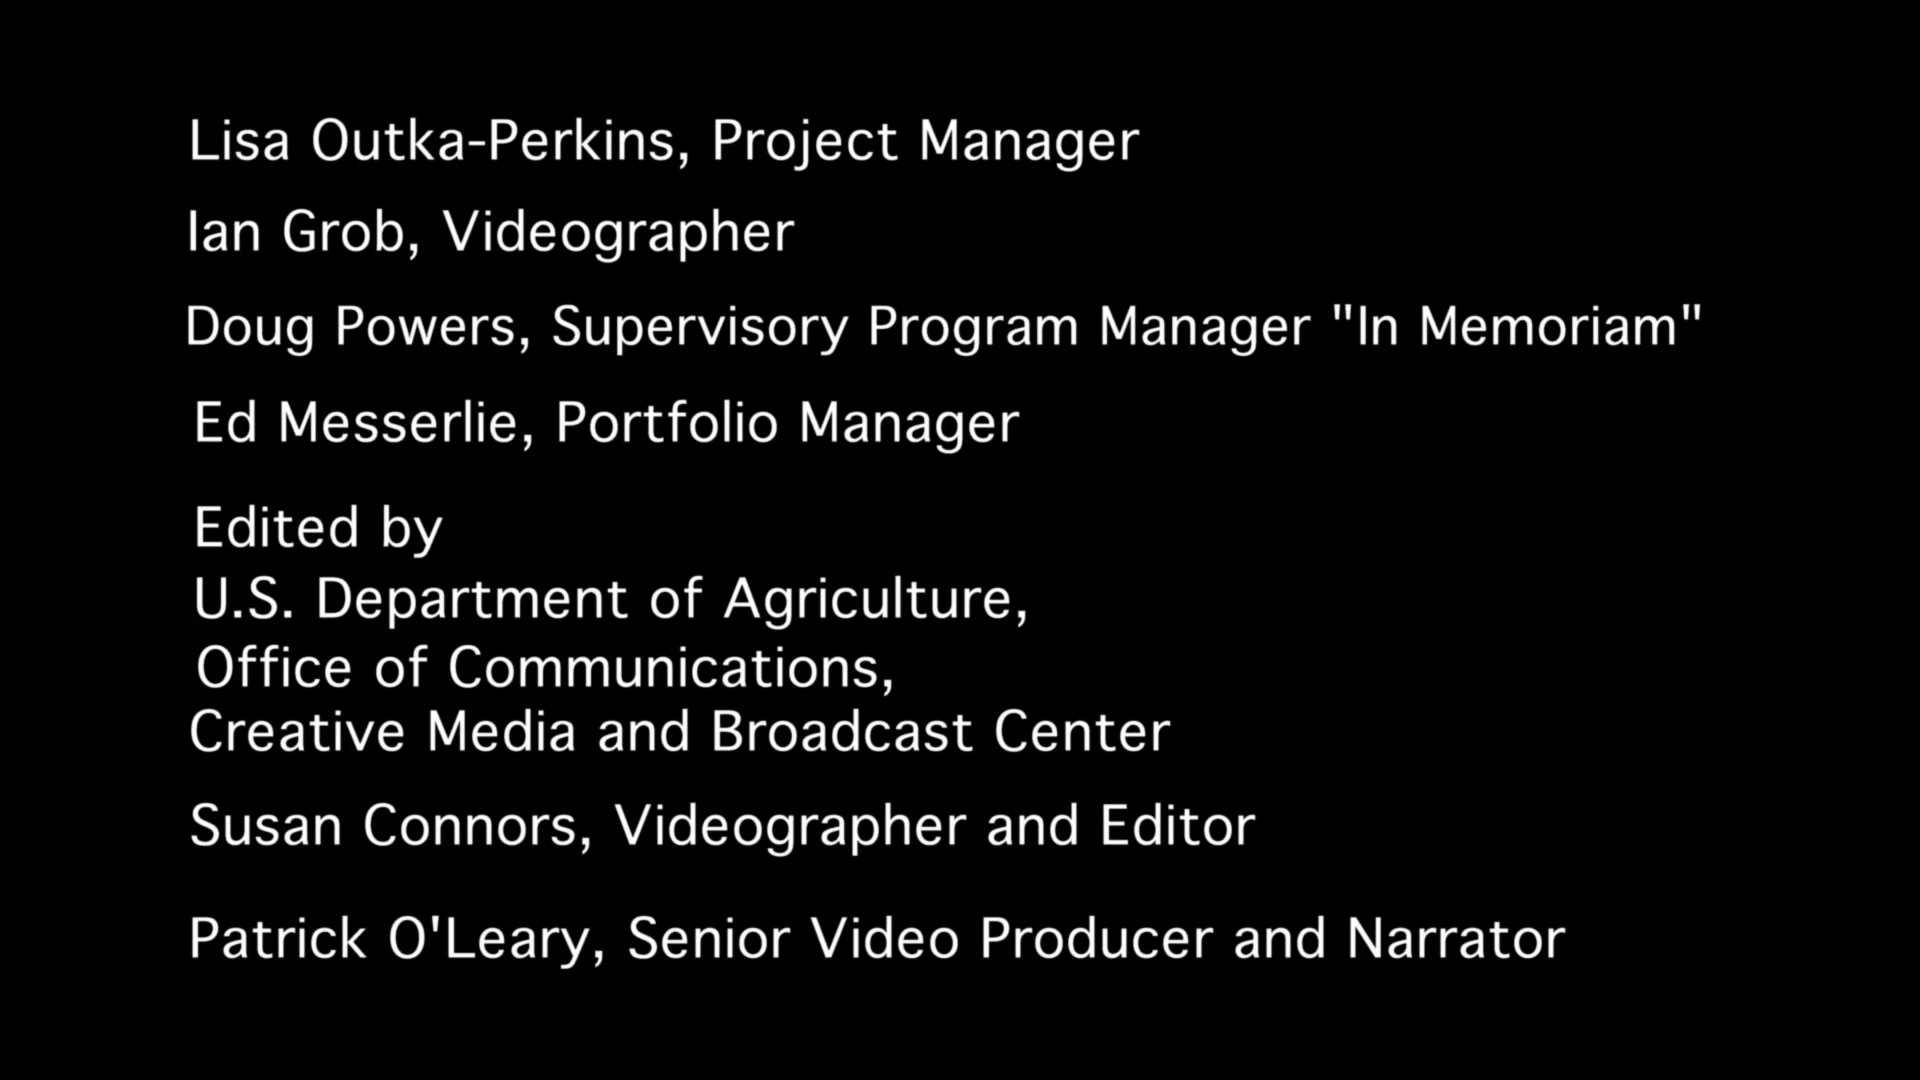 Lisa Outka-Perkins, Project Manager
Ian Grob, Videographer
Doug Powers, Supervisory Program Manager "In Memoriam"
Ed Messerlie, Portfolio Manager
Edited by
U.S. Department of Agriculture,
Office of Communications,
Creative Media and Broadcast Center
Susan Connors, Videographer and Editor
Patrick O'Leary, Senior Video Producer and Narrator